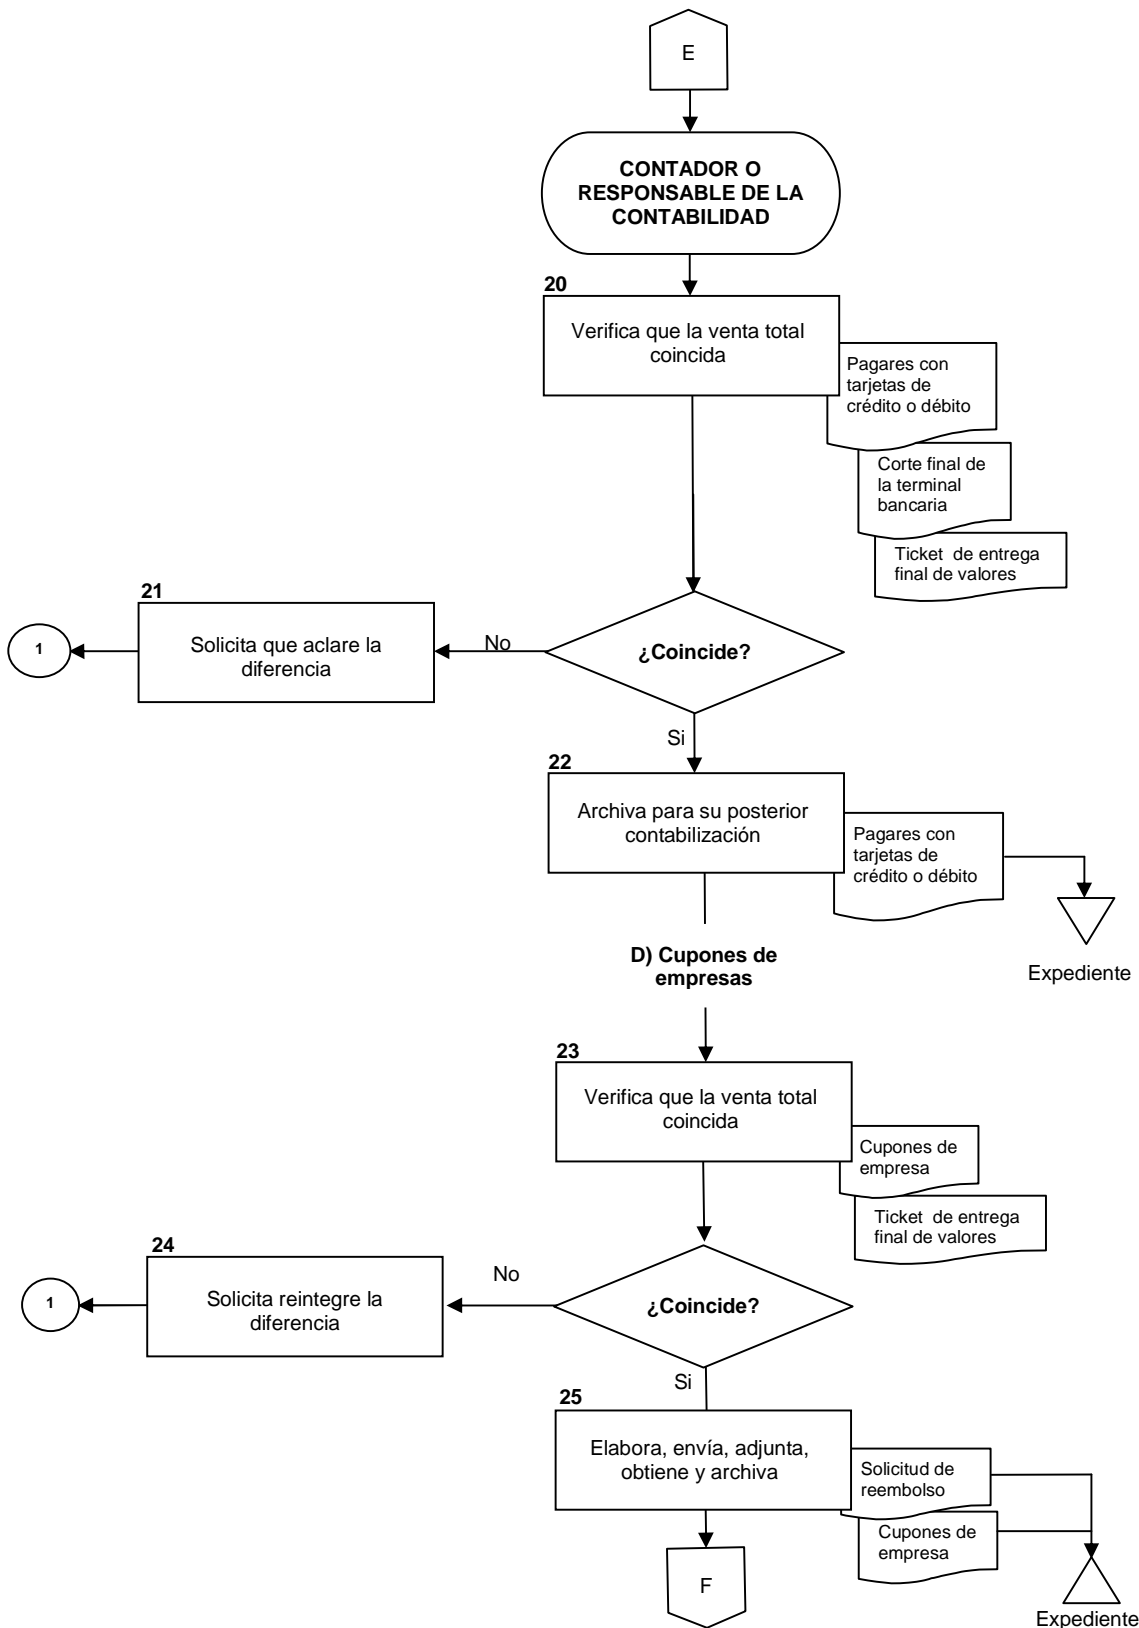 E
CONTADOR O
RESPONSABLE DE LA
CONTABILIDAD
20
Verifica que la venta total
coincida
Pagares con
tarjetas de
crédito o débito
Corte final de
la terminal
bancaria
Ticket de entrega
final de valores
21
Solicita que aclare la
diferencia
1
No
¿Coincide?
Si
22
Archiva para su posterior
contabilización
Pagares con
tarjetas de
crédito o débito
Expediente
D) Cupones de
empresas
23
Verifica que la venta total
coincida
Cupones de
empresa
Ticket de entrega
final de valores
24
Solicita reintegre la
diferencia
1
No
¿Coincide?
Si
25
Elabora, envía, adjunta,
obtiene y archiva
Solicitud de
reembolso
Cupones de
empresa
Expediente
F